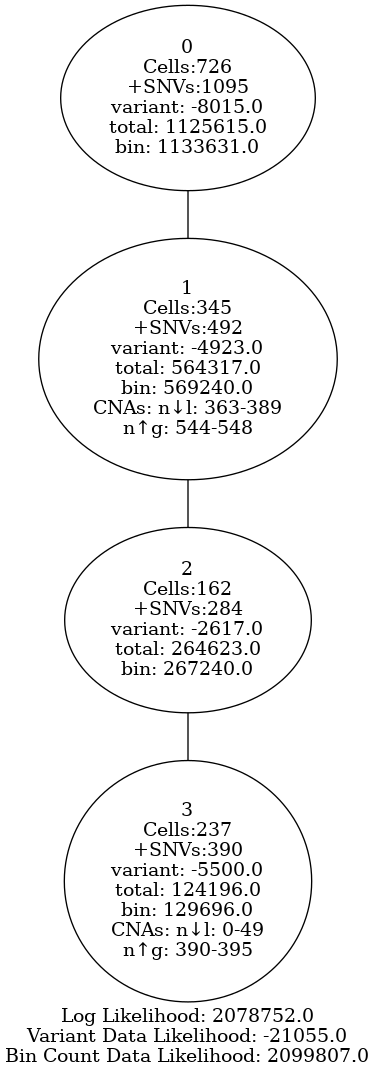 0
Cells:726
+SNVs:1095
variant: -8015.0
total: 1125615.0
bin: 1133631.0
1
Cells:345
+SNVs:492
variant: -4923.0
total: 564317.0
bin: 569240.0
CNAs: n↓l: 363-389
n↑g: 544-548
2
Cells:162
+SNVs:284
variant: -2617.0
total: 264623.0
bin: 267240.0
3
Cells:237
+SNVs:390
variant: -5500.0
total: 124196.0
bin: 129696.0
CNAs: n↓l: 0-49
n↑g: 390-395
Log Likelihood: 2078752.0
Variant Data Likelihood: -21055.0
Bin Count Data Likelihood: 2099807.0